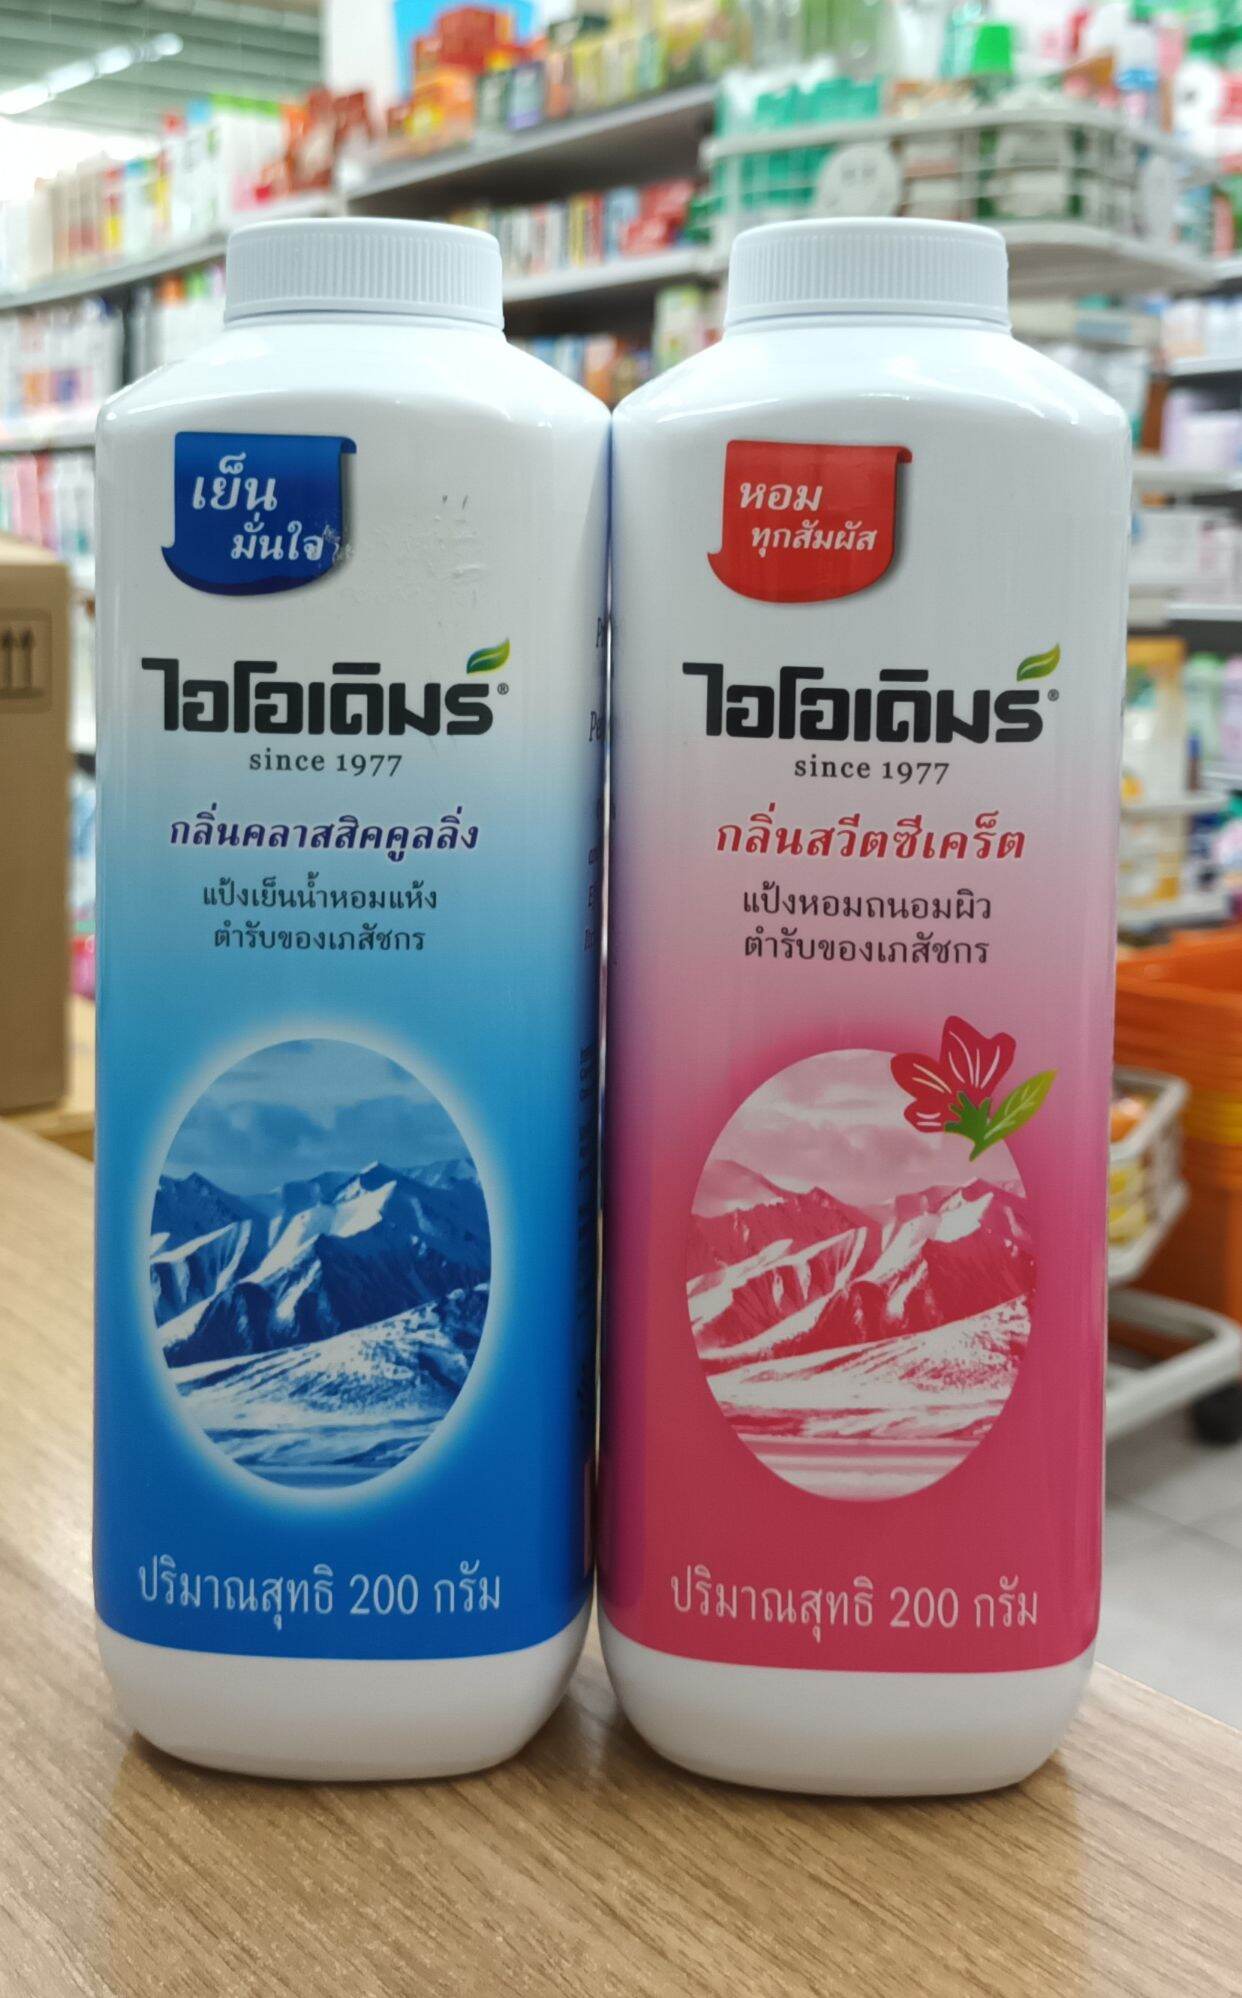 เย็น
มั่นใจ
ไอโอเดิมร์®
since 1977
กลิ่นคลาสสิคคูลลิ่ง
แป้งเย็นน้ำหอมแห้ง
ตำรับของเภสัชกร
ปริมาณสุทธิ 200 กรัม
หอม
ทุกสัมผัส
ไอโอเดิมร์®
since 1977
กลิ่นสวีตซีเคร็ต
แป้งหอมถนอมผิว
ตำรับของเภสัชกร
ปริมาณสุทธิ 200 กรัม